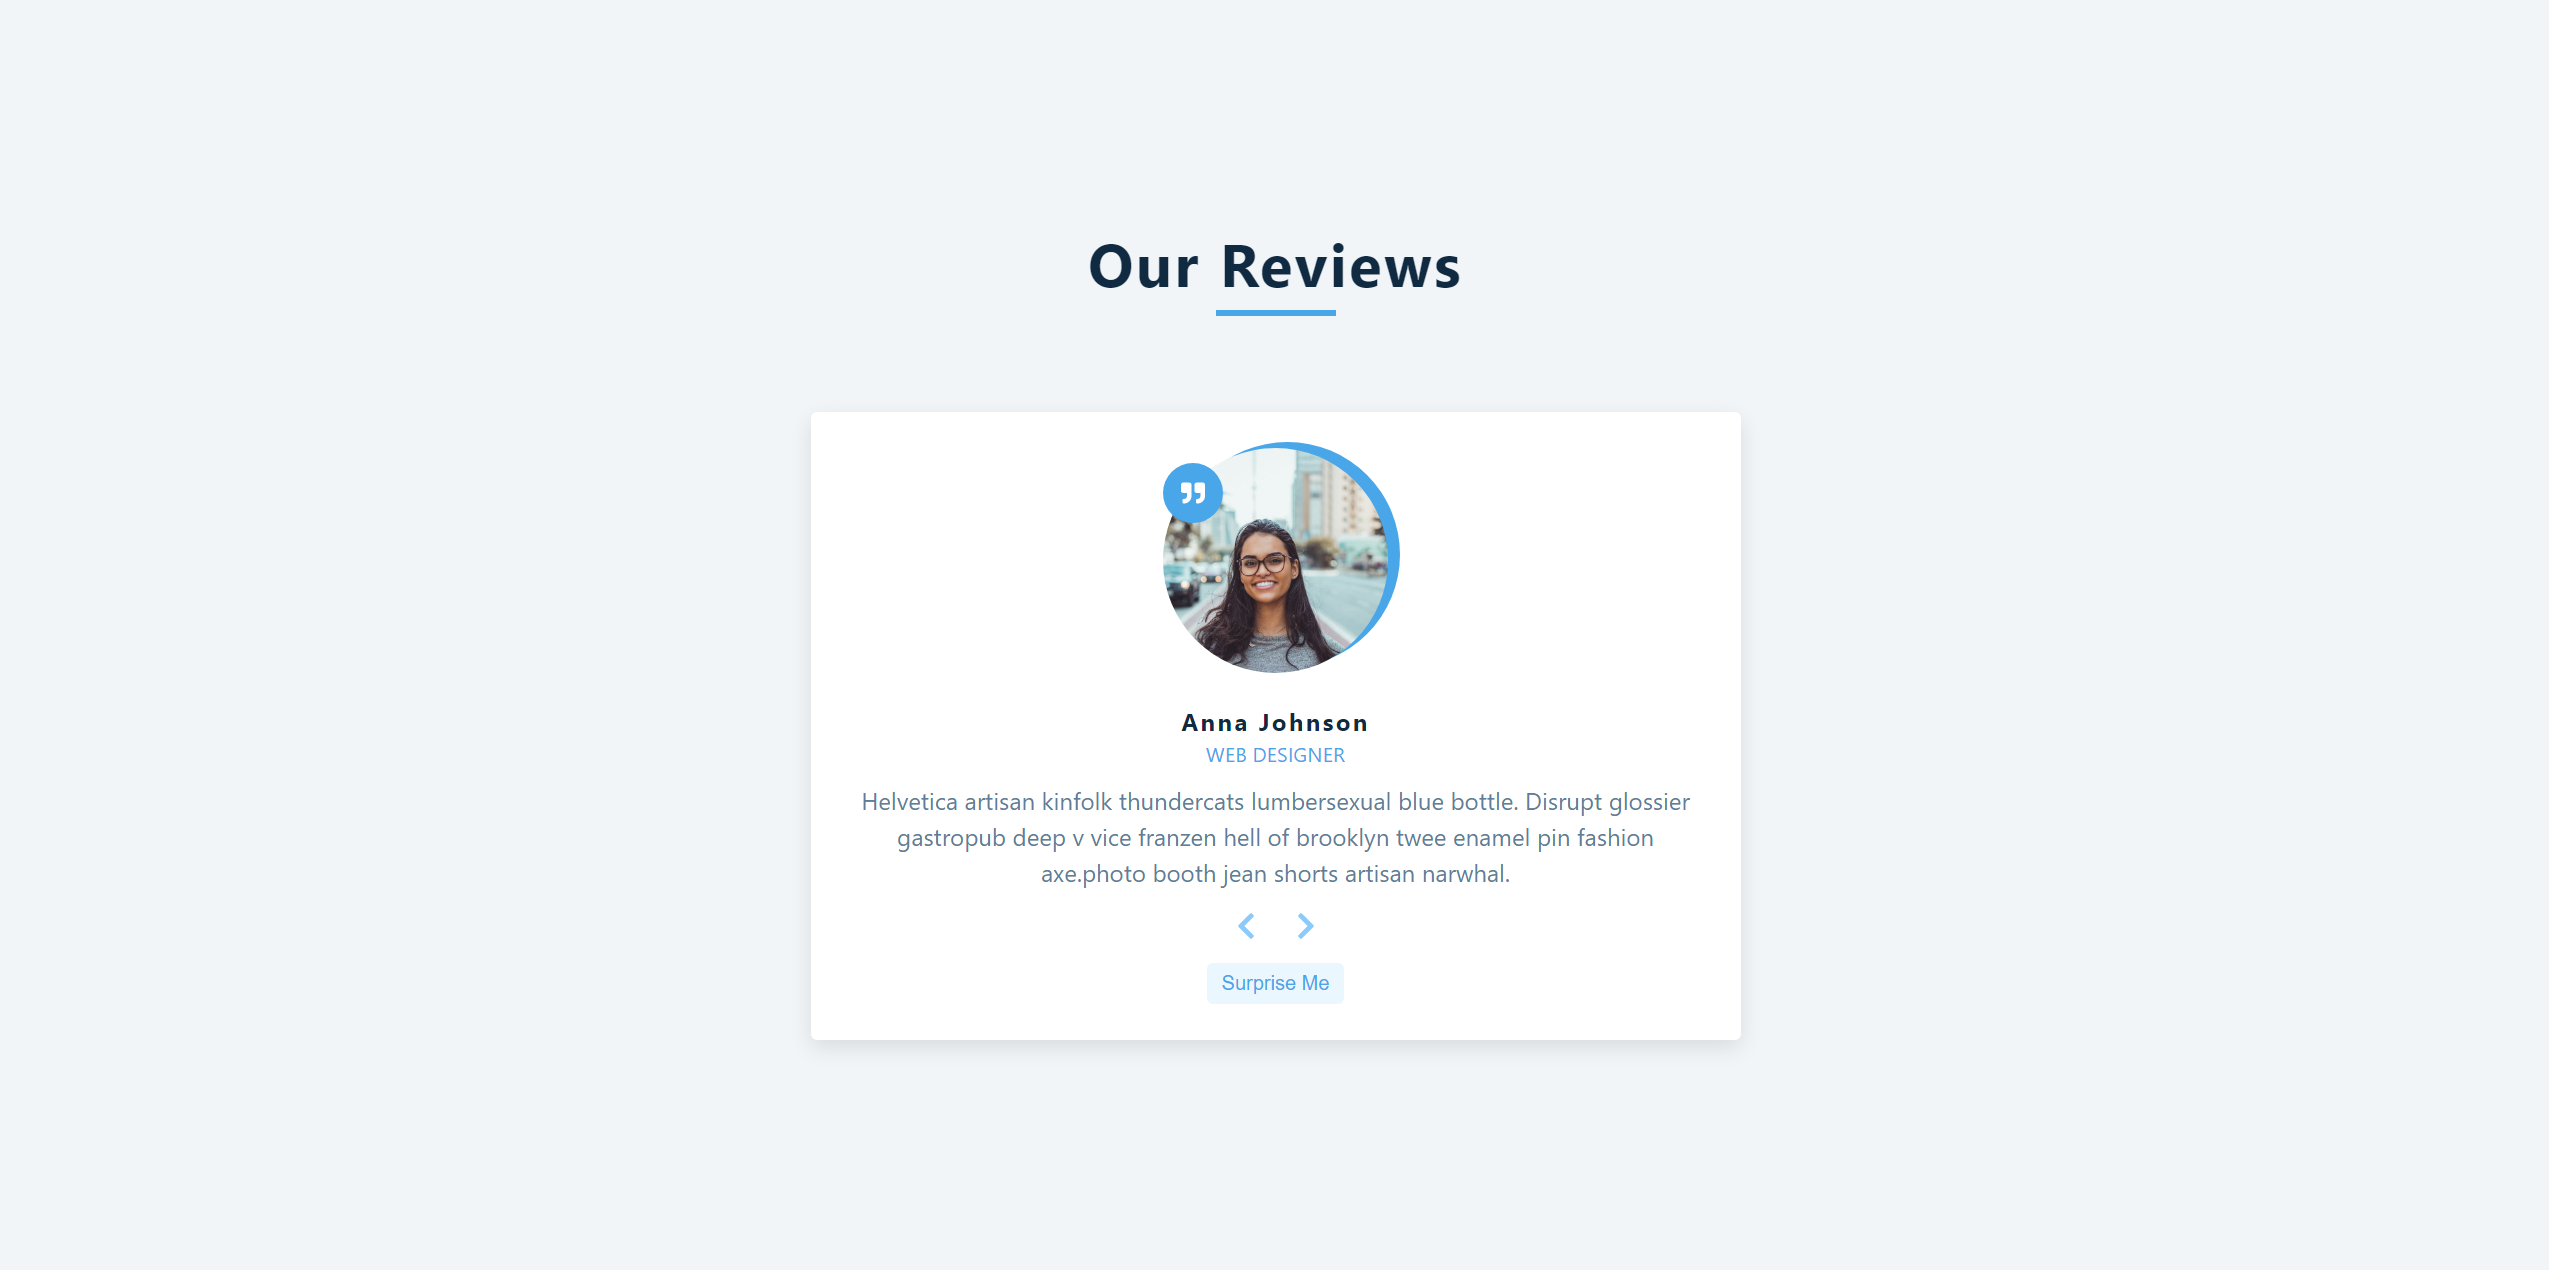 Our Reviews
Anna Johnson
WEB DESIGNER
Helvetica artisan kinfolk thundercats lumbersexual blue bottle. Disrupt glossier
gastropub deep v vice franzen hell of brooklyn twee enamel pin fashion
axe.photo booth jean shorts artisan narwhal.
Surprise Me